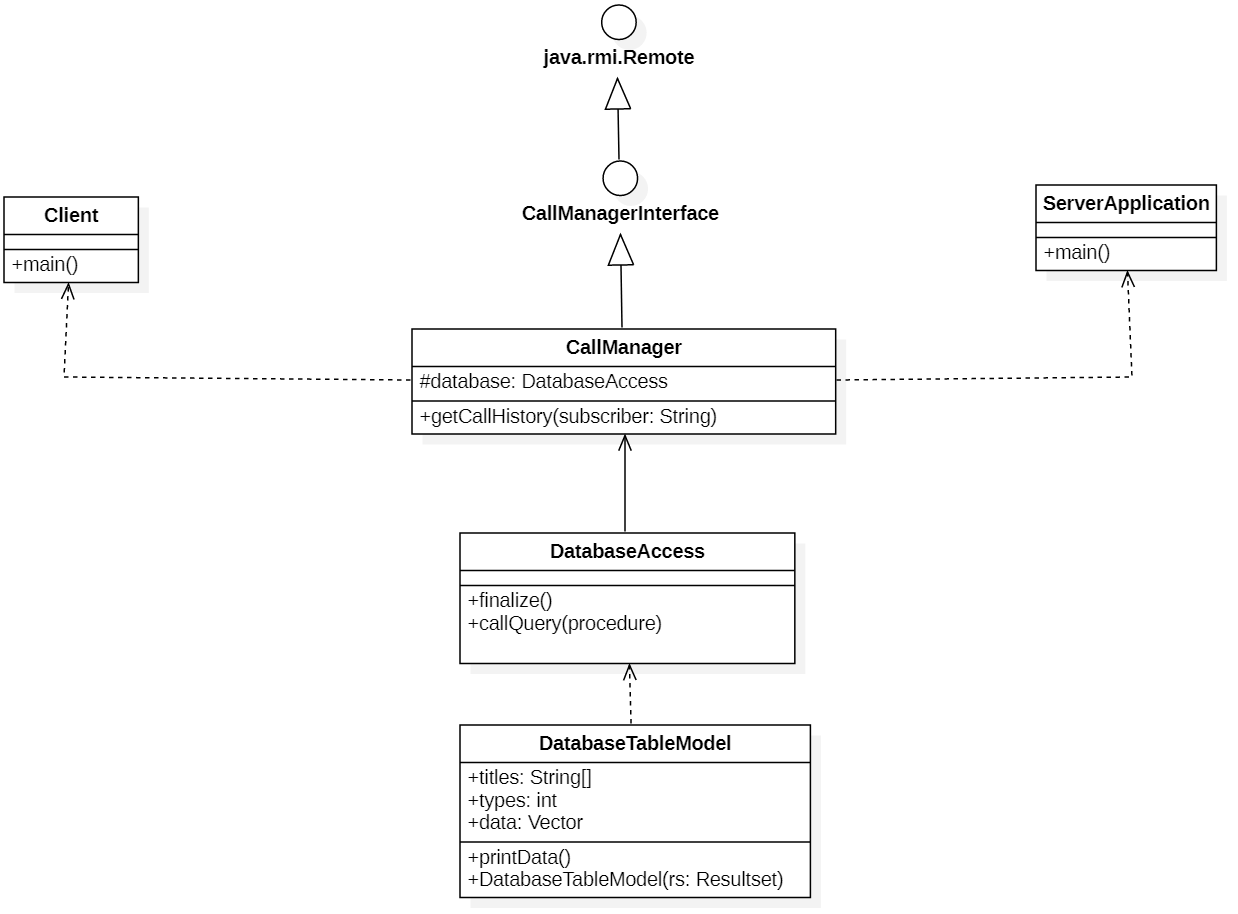 java.rmi.Remote
CallManagerInterface
Client
+main()
ServerApplication
+main()
CallManager
#database: DatabaseAccess
+getCallHistory(subscriber: String)
DatabaseAccess
+finalize()
+callQuery(procedure)
DatabaseTableModel
+titles: String[]
+types: int
+data: Vector
+printData()
+DatabaseTableModel(rs: Resultset)